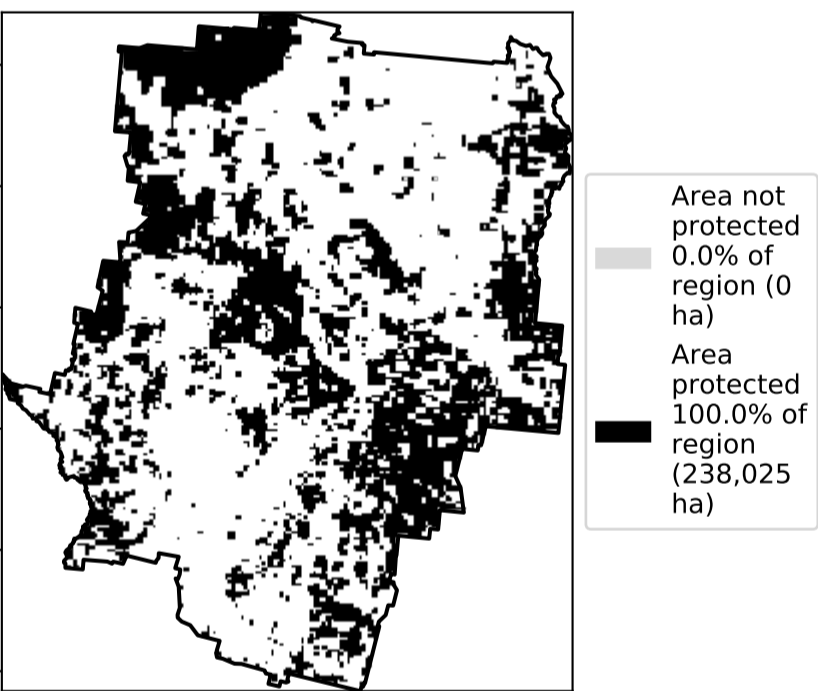 Area not
protected
0.0% of
region (0
ha)
Area
protected
100.0% of
region
(238,025
ha)